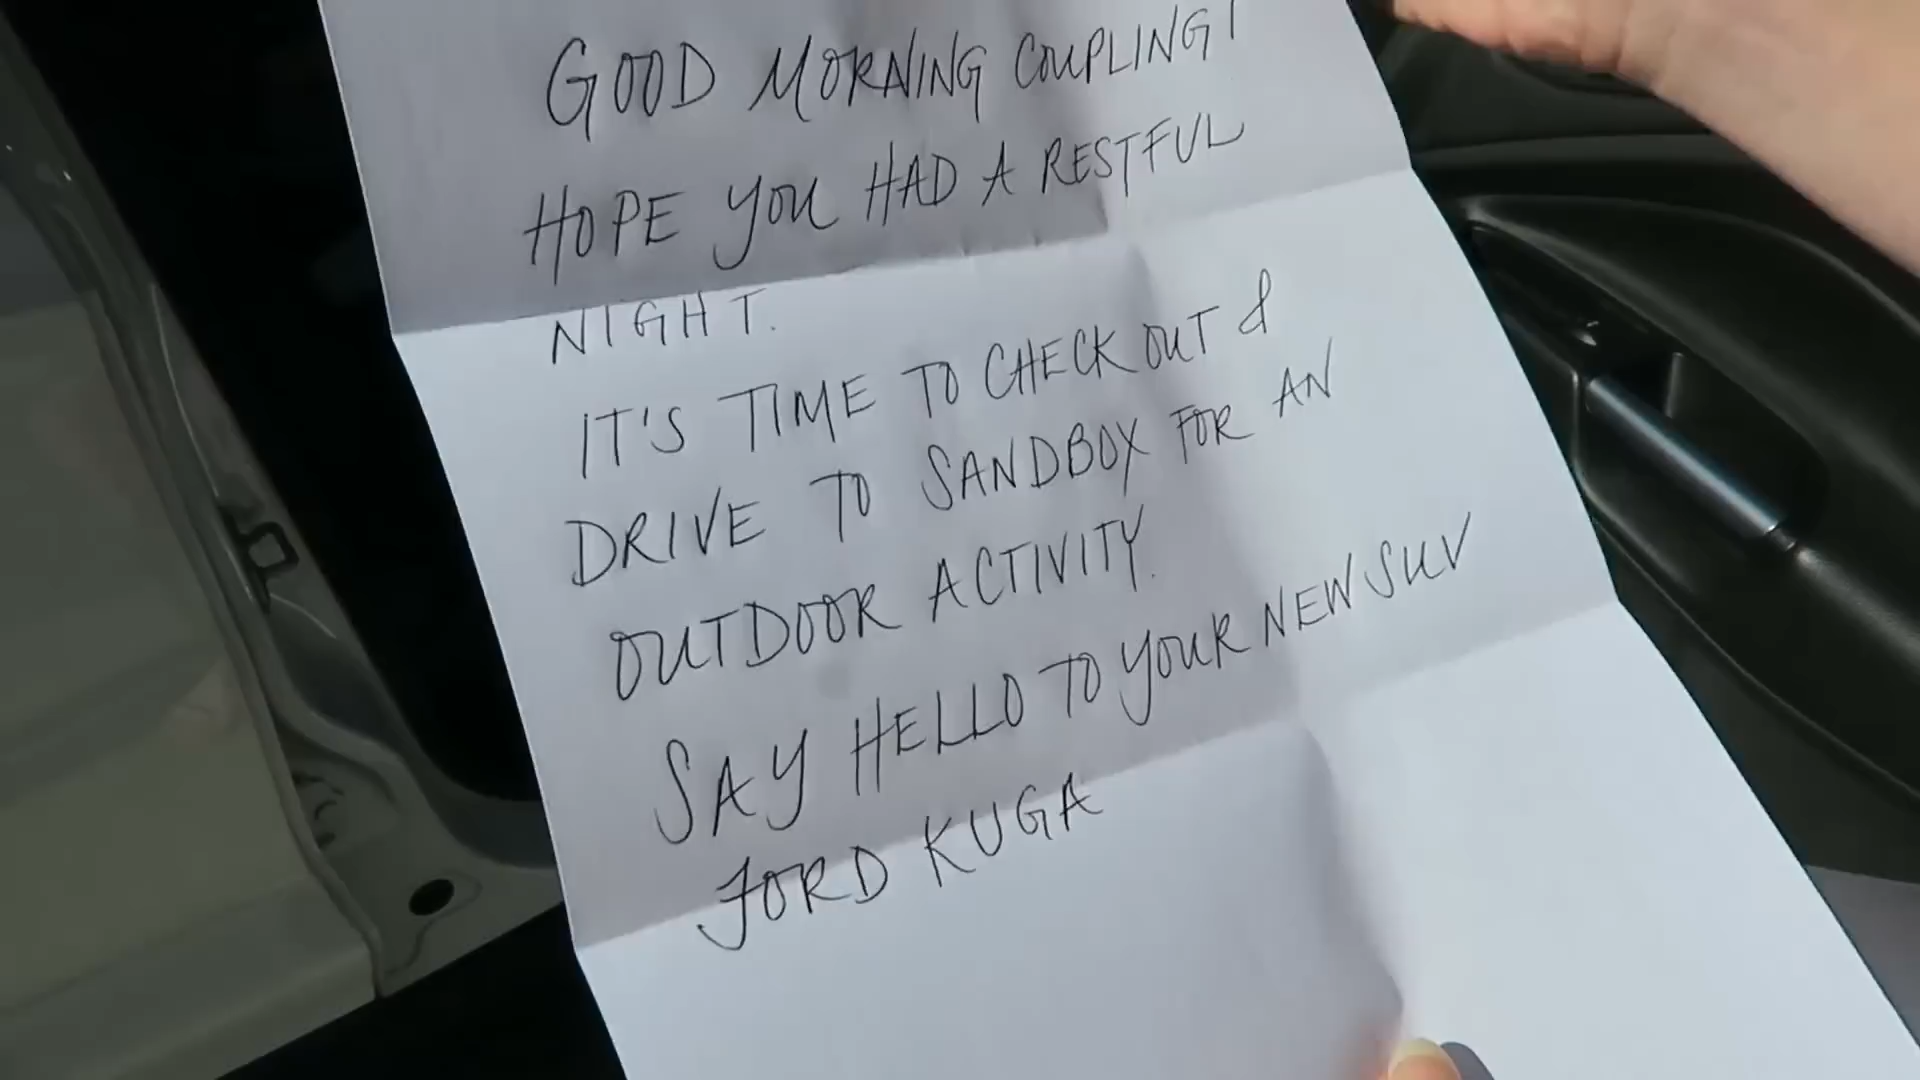 GOOD MORNING COUPLING!
HOPE YOU HAD A RESTFUL
NIGHT.
IT'S TIME TO CHECK OUT &
DRIVE TO SANDBOX FOR AN
OUTDOOR ACTIVITY.
SAY HELLO TO YOUR NEW SUV
FORD KUGA